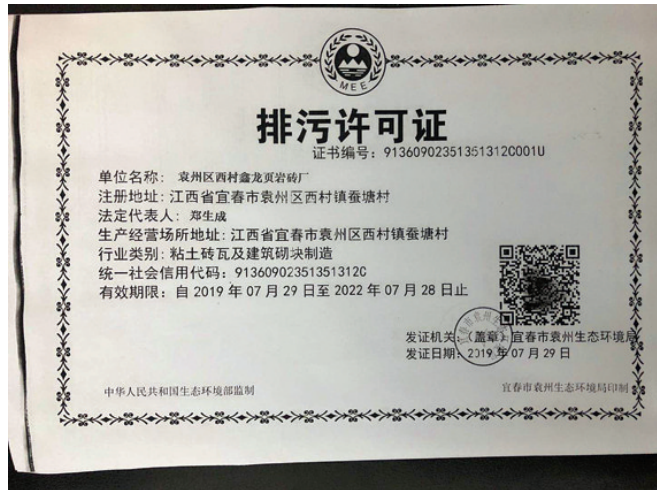 MEE
排污许可证
证书编号：91360902351351312C001U
单位名称：袁州区西村鑫龙页岩砖厂
注册地址：江西省宜春市袁州区西村镇蚕塘村
法定代表人：郑生成
生产经营场所地址：江西省宜春市袁州区西村镇蚕塘村
行业类别：粘土砖瓦及建筑砌块制造
统一社会信用代码：91360902351351312C
有效期限：自 2019 年 07 月 29 日至 2022 年 07 月 28 日止
发证机关：（盖章）宜春市袁州生态环境局
发证日期：2019 年 07 月 29 日
中华人民共和国生态环境部监制
宜春市袁州生态环境局印制